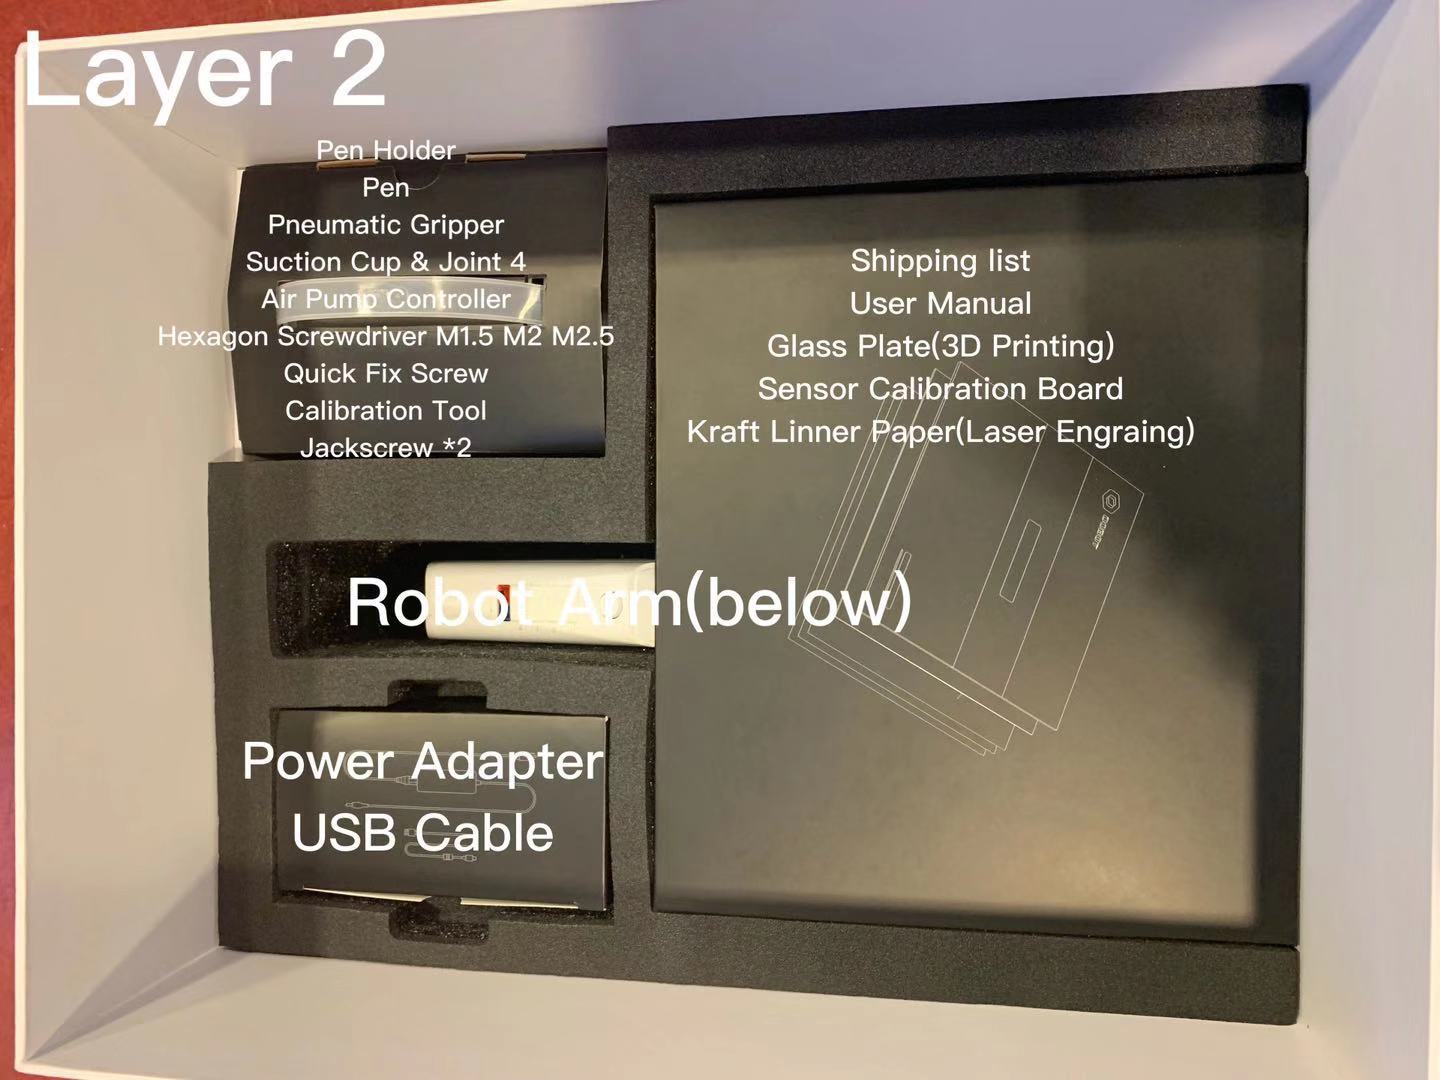 Layer 2
Pen Holder
Pen
Pneumatic Gripper
Suction Cup & Joint 4
Air Pump Controller
Hexagon Screwdriver M1.5 M2 M2.5
Quick Fix Screw
Calibration Tool
Jackscrew *2
Shipping list
User Manual
Glass Plate(3D Printing)
Sensor Calibration Board
Kraft Linner Paper(Laser Engraing)
DOBOT
Robot Arm(below)
Power Adapter
USB Cable